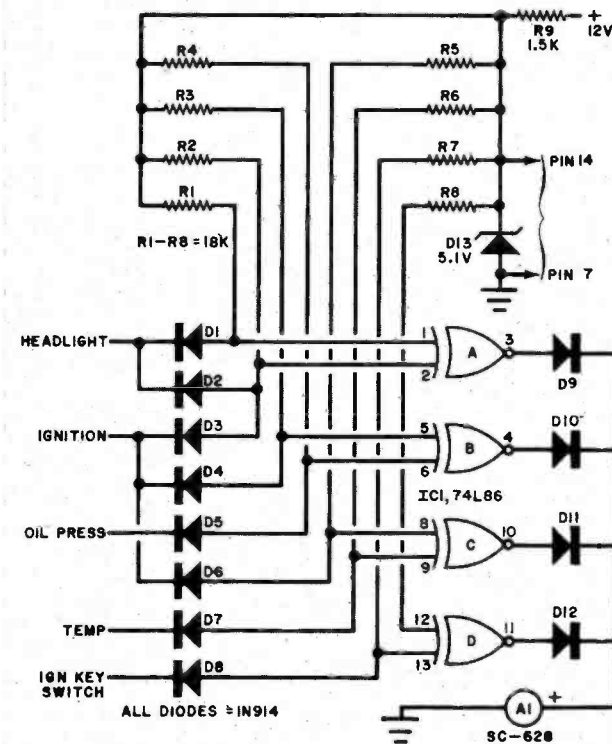 R9
1.5K
+
12V
R4
R5
R3
R6
R2
R7
PIN 14
R1
R8
R1-R8 = 18K
D13
5.1V
PIN 7
HEADLIGHT
D1
1
A
3
D2
2
D9
IGNITION
D3
D10
5
B
4
D4
6
IC1, 74L86
OIL PRESS
D5
D11
8
C
10
D6
9
TEMP
D7
D12
12
D
11
IGN KEY
SWITCH
D8
13
ALL DIODES = IN914
A1
+
SC-628